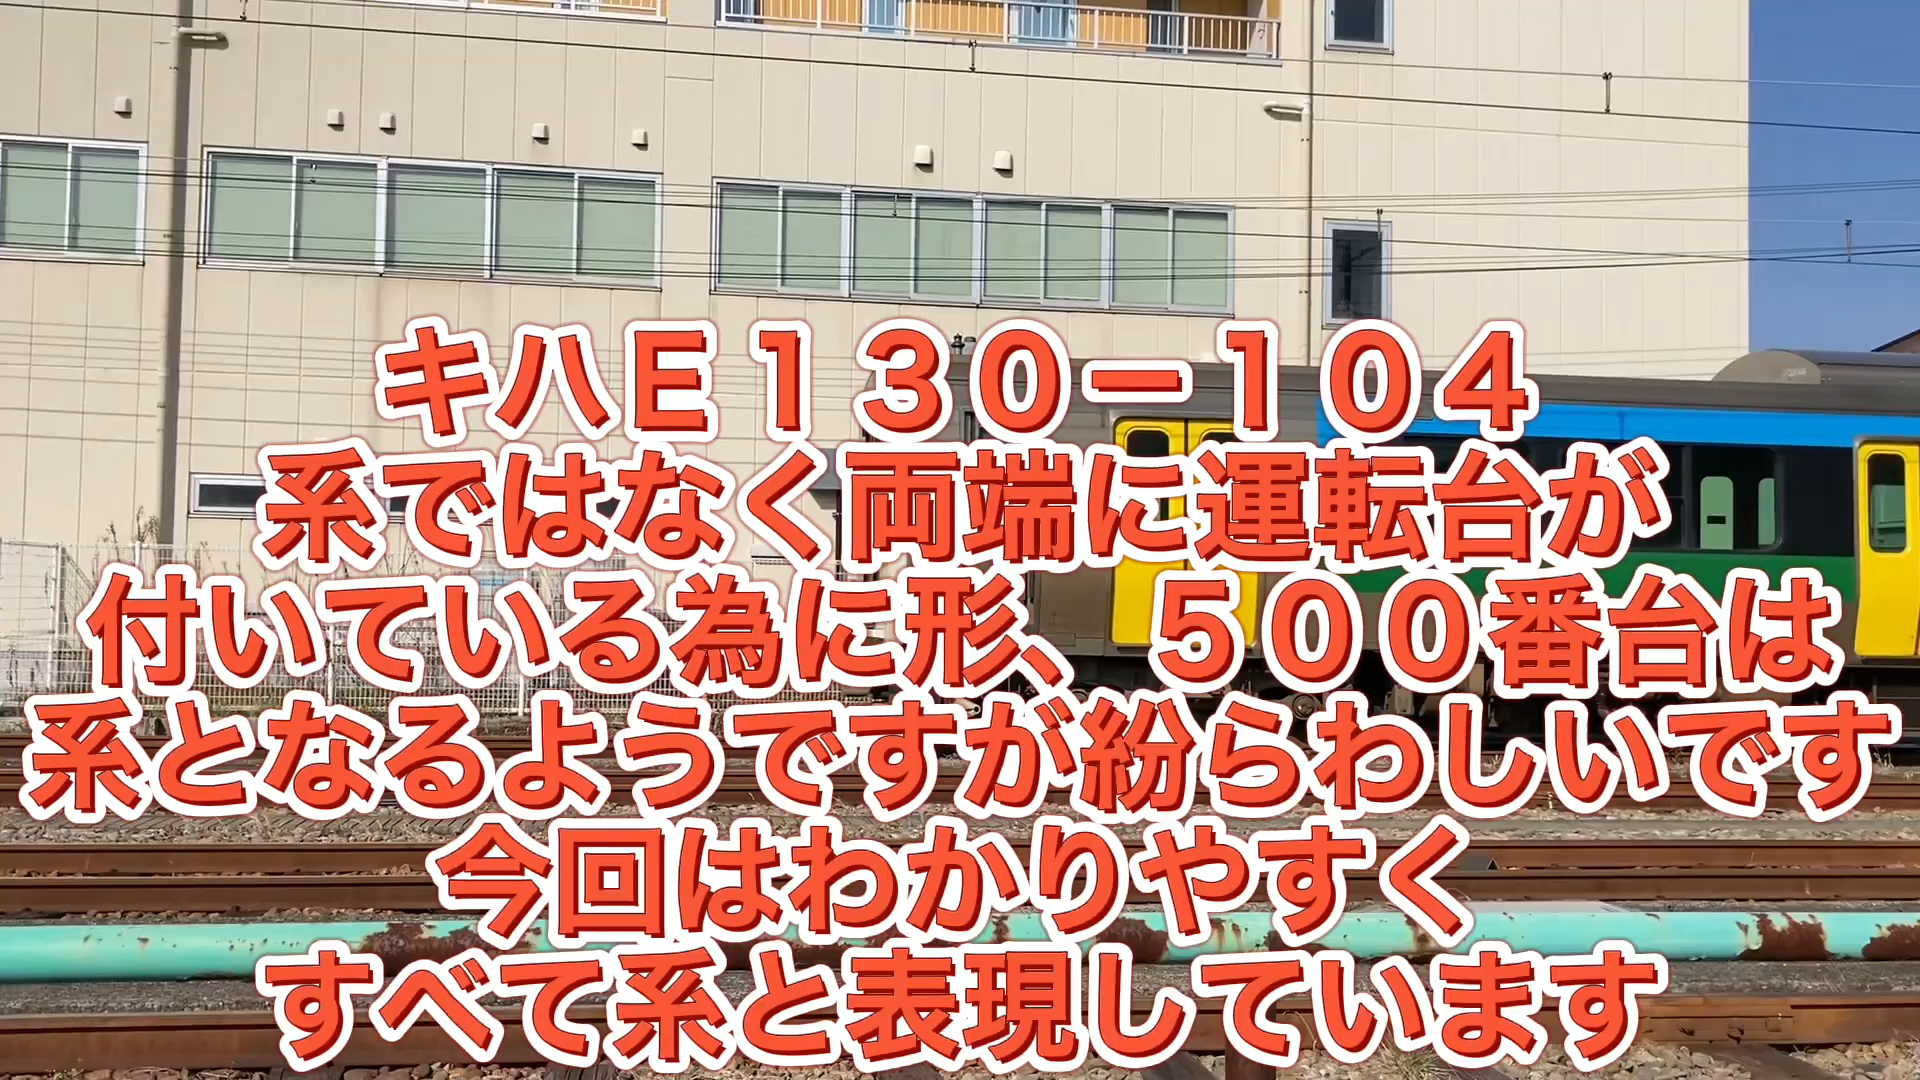 キハＥ１３０－１０４
系ではなく両端に運転台が
付いている為に形、５００番台は
系となるようですが紛らわしいです
今回はわかりやすく
すべて系と表現しています